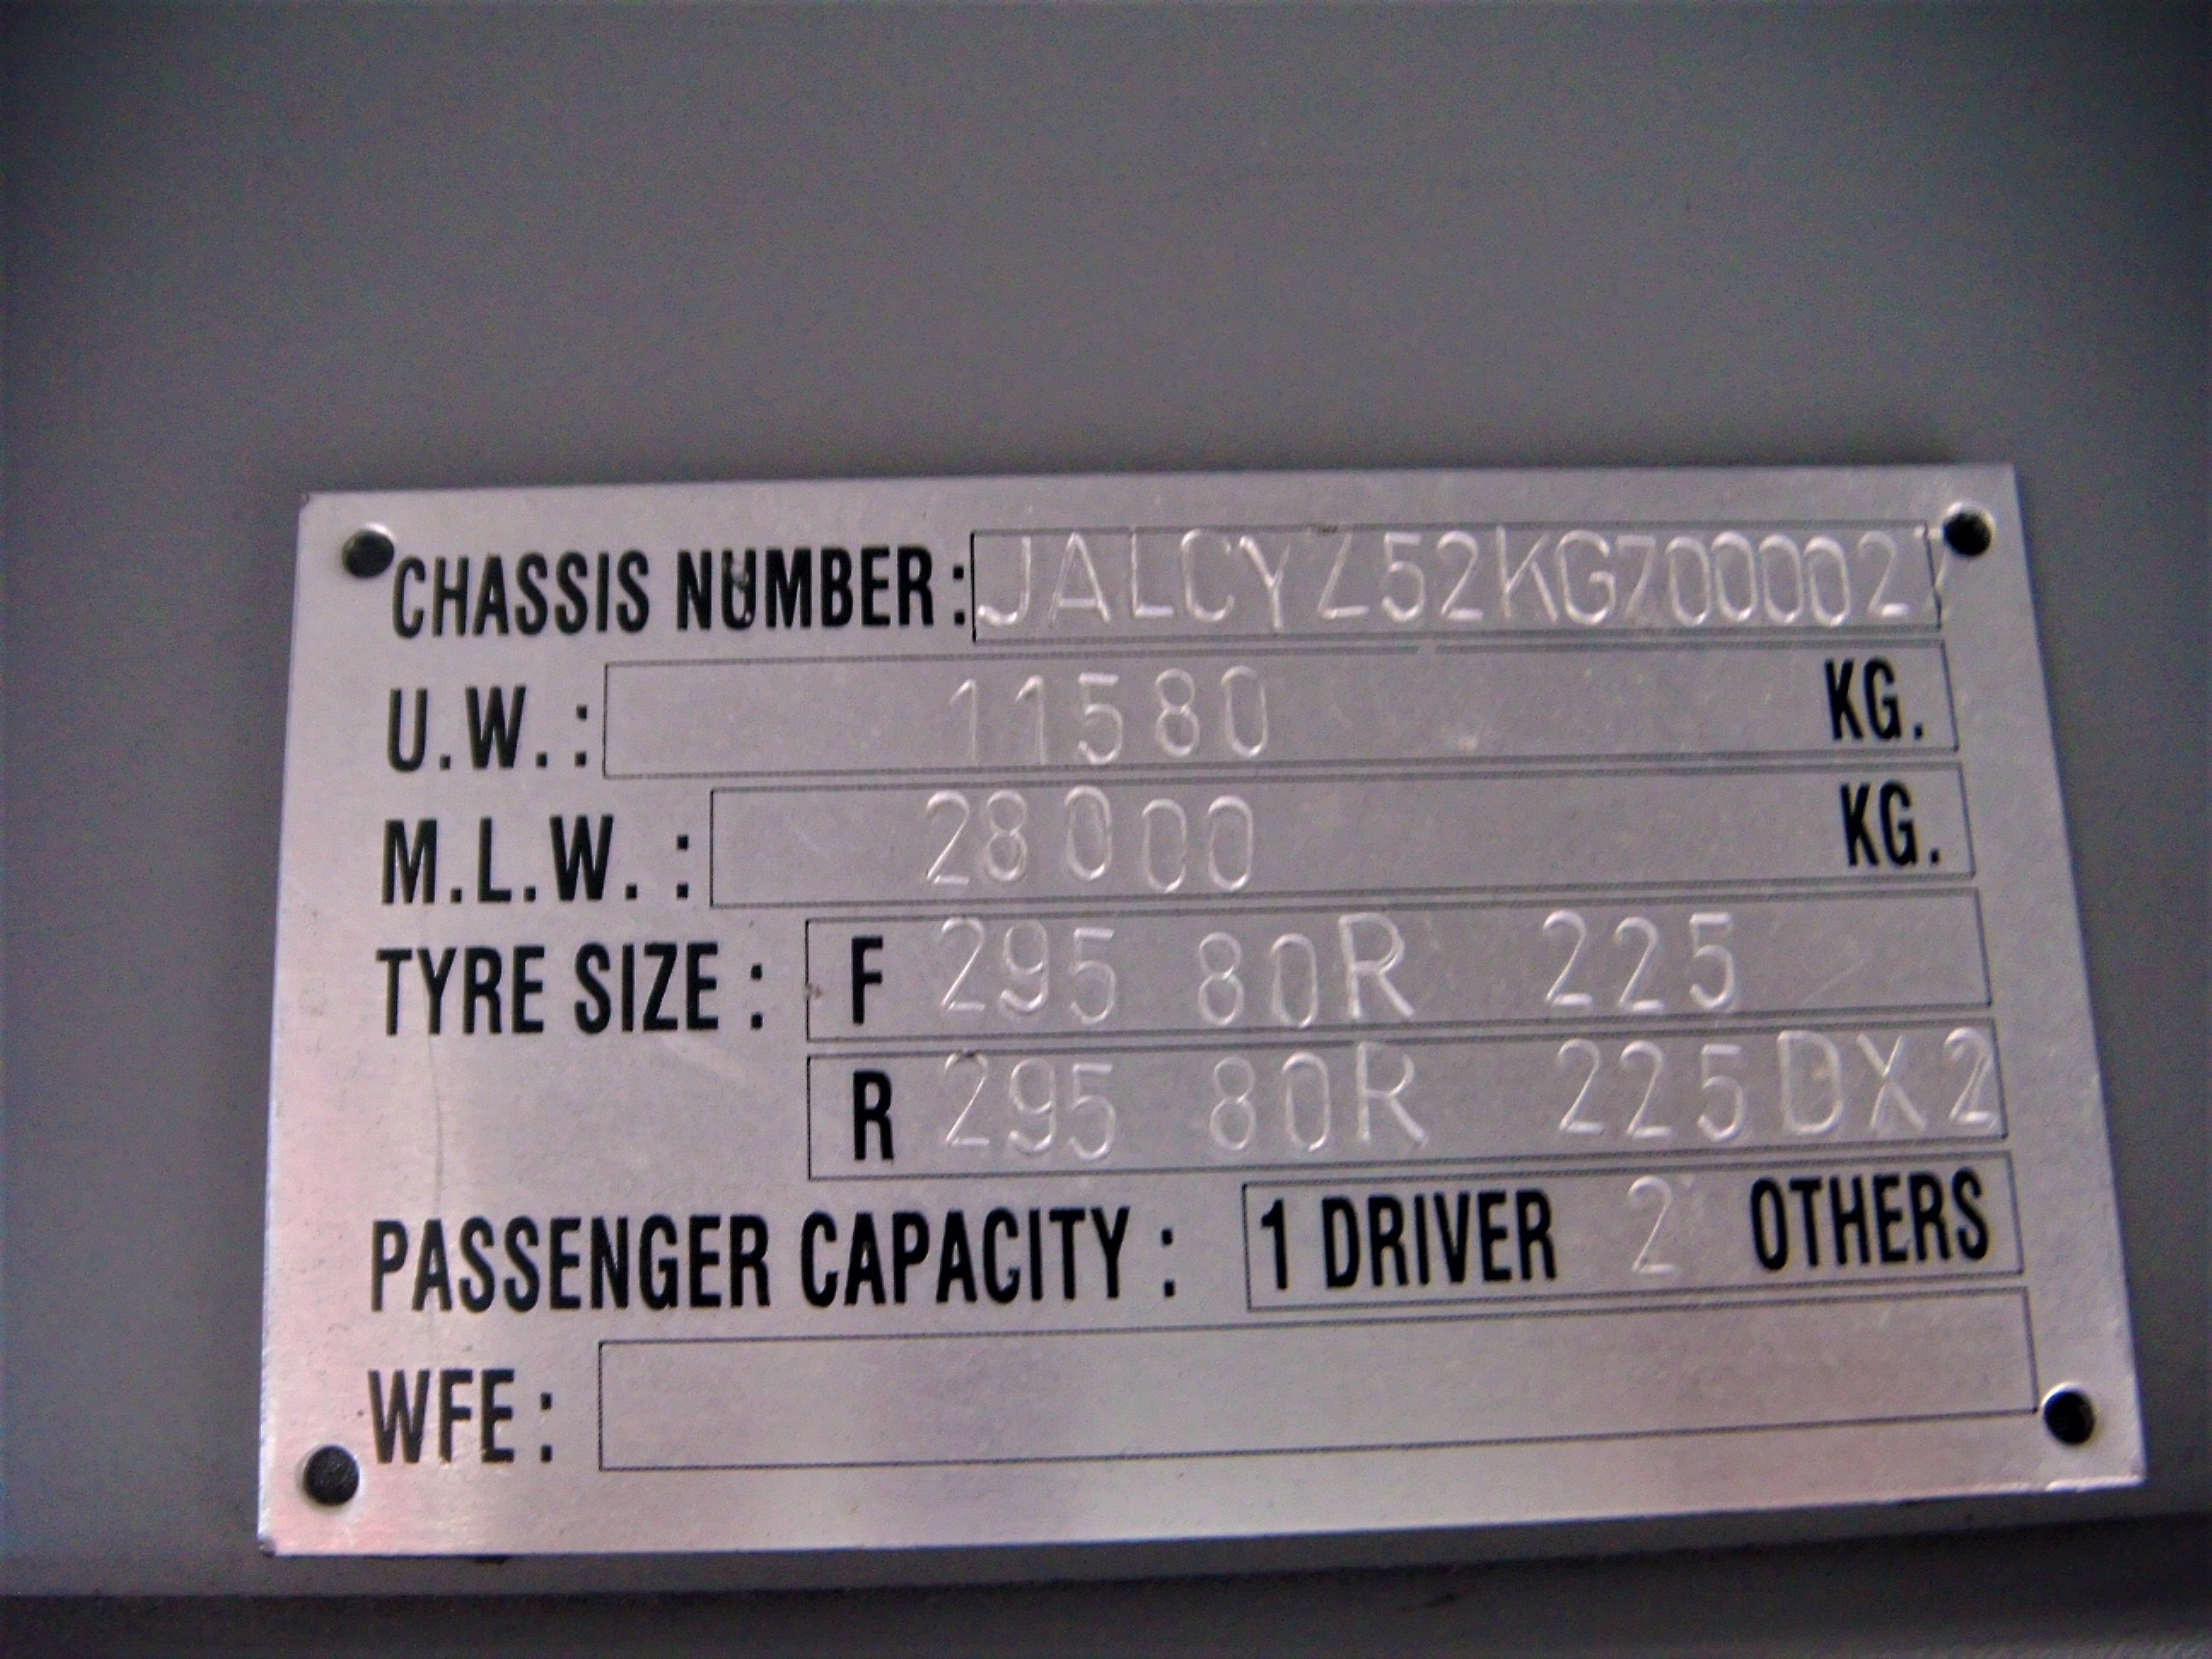 CHASSIS NUMBER: JALCYZ52KG7000027
U.W.: 11580 KG.
M.L.W.: 28000 KG.
TYRE SIZE: F 295 80R 225
R 295 80R 225DX2
PASSENGER CAPACITY: 1 DRIVER 2 OTHERS
WFE: